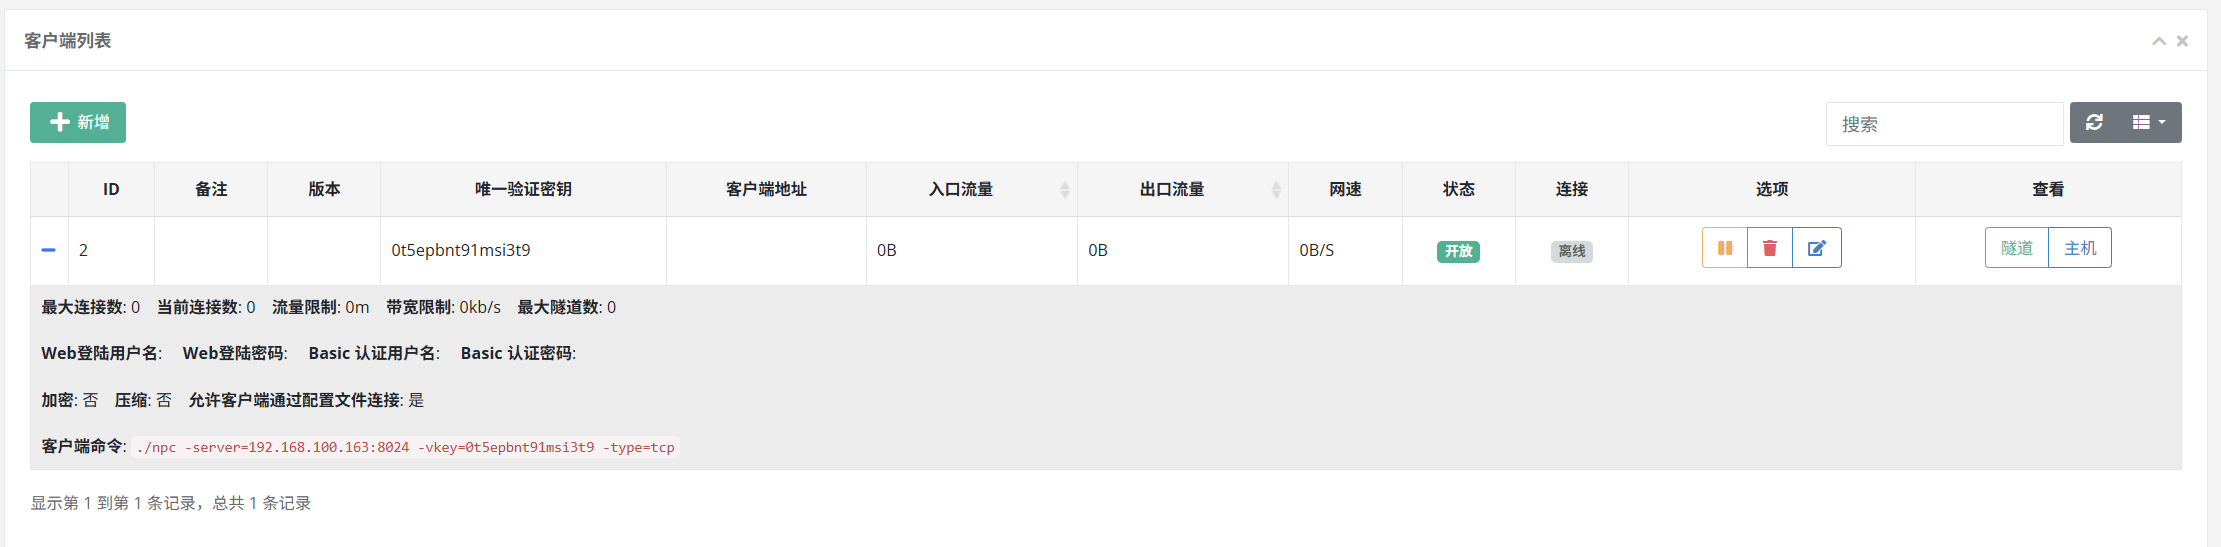 客户端列表
新增
搜索
ID 备注 版本 唯一验证密钥 客户端地址 入口流量 出口流量 网速 状态 连接 选项 查看
2 0t5epbnt91msi3t9 0B 0B 0B/S 开放 离线 隧道 主机
最大连接数: 0 当前连接数: 0 流量限制: 0m 带宽限制: 0kb/s 最大隧道数: 0
Web登陆用户名: Web登陆密码: Basic 认证用户名: Basic 认证密码:
加密: 否 压缩: 否 允许客户端通过配置文件连接: 是
客户端命令: ./npc -server=192.168.100.163:8024 -vkey=0t5epbnt91msi3t9 -type=tcp
显示第 1 到第 1 条记录，总共 1 条记录